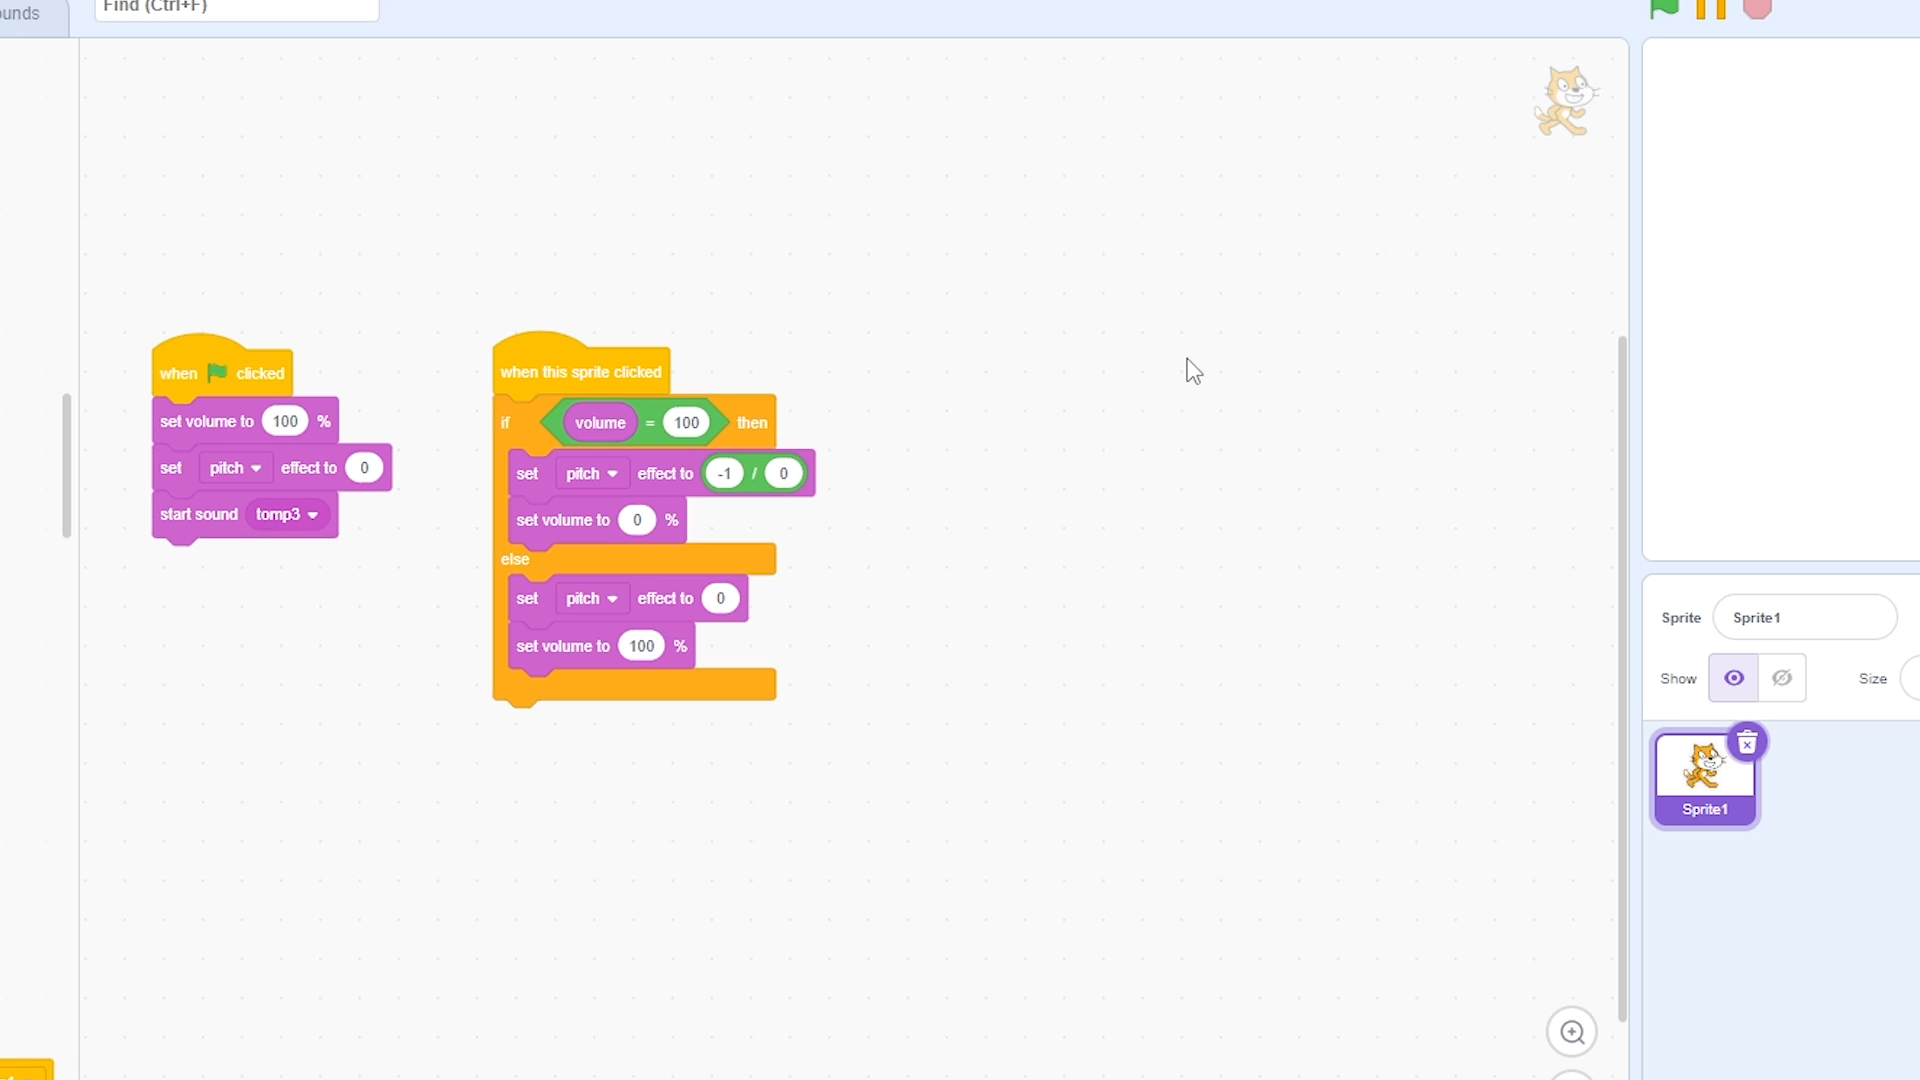 ounds
Find (Ctrl+F)
when clicked
set volume to 100 %
set pitch effect to 0
start sound tomp3
when this sprite clicked
if volume = 100 then
set pitch effect to -1 / 0
set volume to 0 %
else
set pitch effect to 0
set volume to 100 %
Sprite Sprite1
Show Size
Sprite1